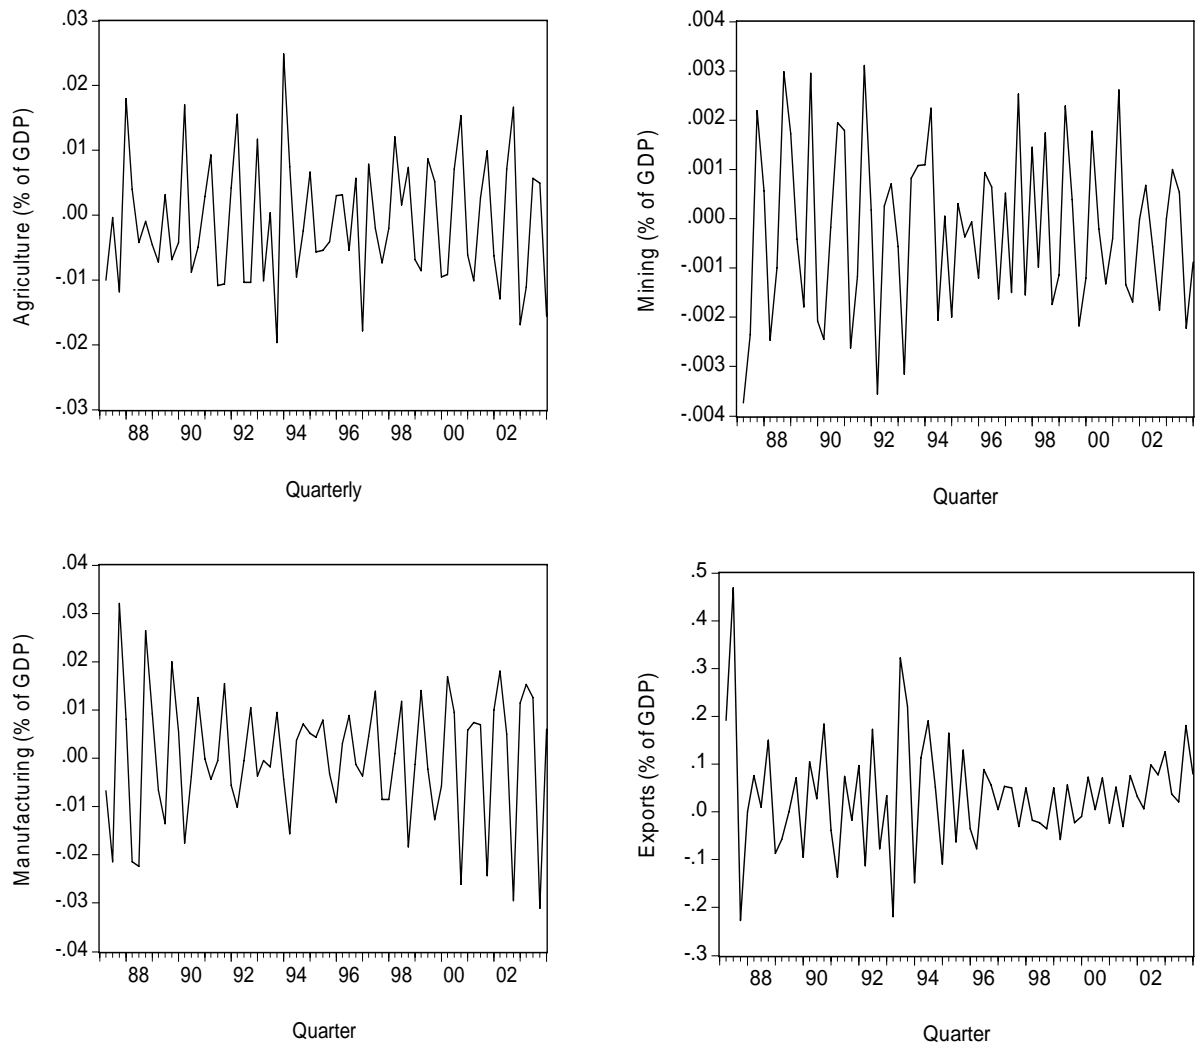 Agriculture (% of GDP)
.03
.02
.01
.00
-.01
-.02
-.03
88 90 92 94 96 98 00 02
Quarterly
Mining (% of GDP)
.004
.003
.002
.001
.000
-.001
-.002
-.003
-.004
88 90 92 94 96 98 00 02
Quarter
Manufacturing (% of GDP)
.04
.03
.02
.01
.00
-.01
-.02
-.03
-.04
88 90 92 94 96 98 00 02
Quarter
Exports (% of GDP)
.5
.4
.3
.2
.1
.0
-.1
-.2
-.3
88 90 92 94 96 98 00 02
Quarter